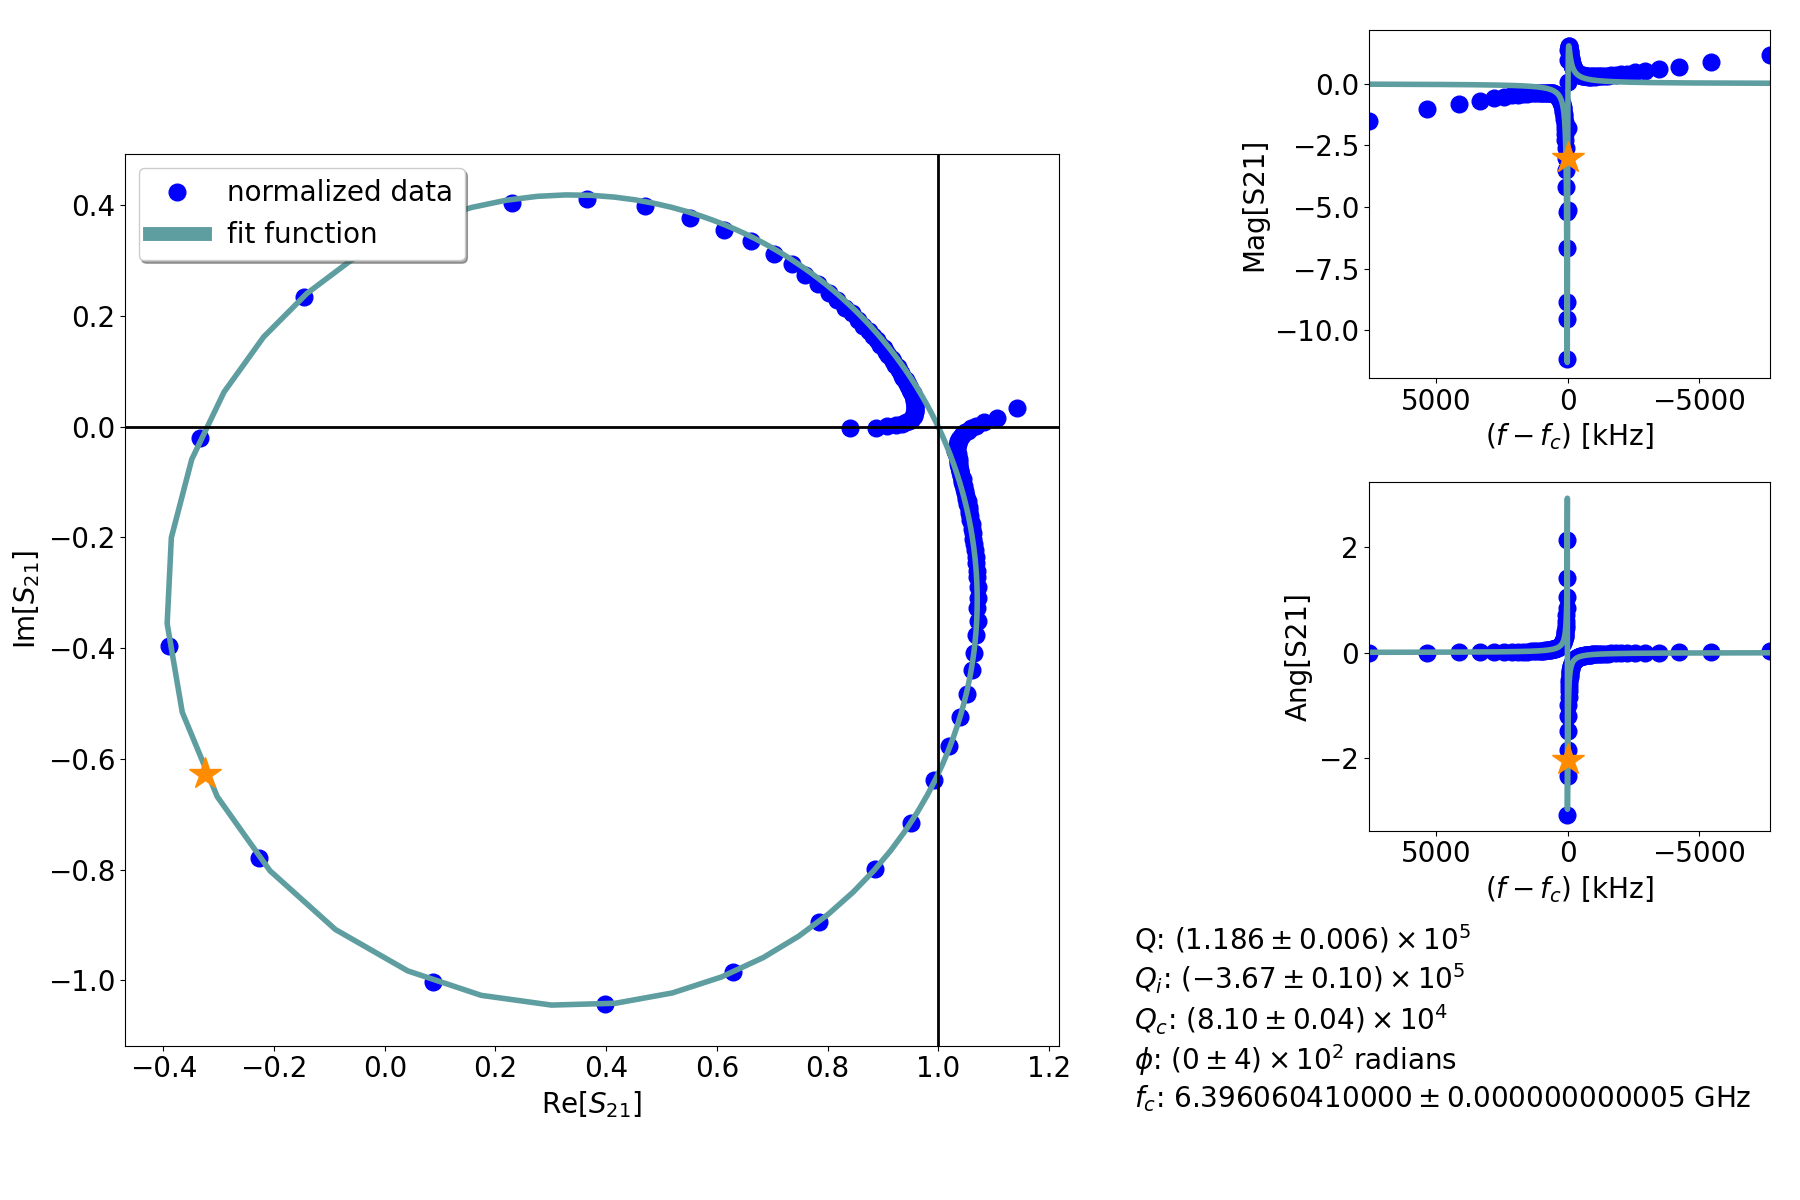 normalized data
fit function
0.4
0.2
0.0
−0.2
−0.4
−0.6
−0.8
−1.0
Im[S21]
−0.4 −0.2 0.0 0.2 0.4 0.6 0.8 1.0 1.2
Re[S21]
0.0
−2.5
−5.0
−7.5
−10.0
Mag[S21]
5000 0 −5000
(f − fc) [kHz]
2
0
−2
Ang[S21]
5000 0 −5000
(f − fc) [kHz]
Q: (1.186 ± 0.006) × 10^5
Qi: (−3.67 ± 0.10) × 10^5
Qc: (8.10 ± 0.04) × 10^4
ϕ: (0 ± 4) × 10^2 radians
fc: 6.396060410000 ± 0.000000000005 GHz